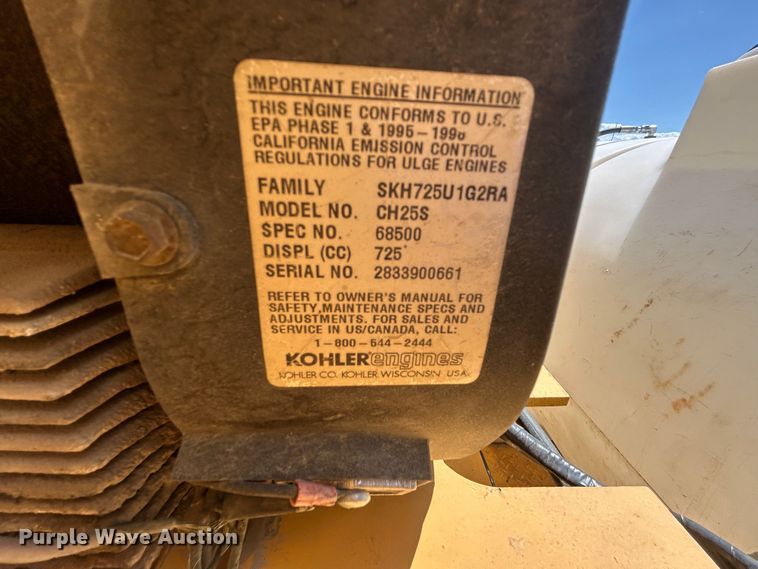 IMPORTANT ENGINE INFORMATION
THIS ENGINE CONFORMS TO U.S.
EPA PHASE 1 & 1995-1998
CALIFORNIA EMISSION CONTROL
REGULATIONS FOR ULGE ENGINES
FAMILY SKH725U1G2RA
MODEL NO. CH25S
SPEC NO. 68500
DISPL (CC) 725
SERIAL NO. 2833900661
REFER TO OWNER'S MANUAL FOR
SAFETY,MAINTENANCE SPECS AND
ADJUSTMENTS. FOR SALES AND
SERVICE IN US/CANADA, CALL:
1-800-544-2444
KOHLERengines
KOHLER CO. KOHLER WISCONSIN USA
Purple Wave Auction